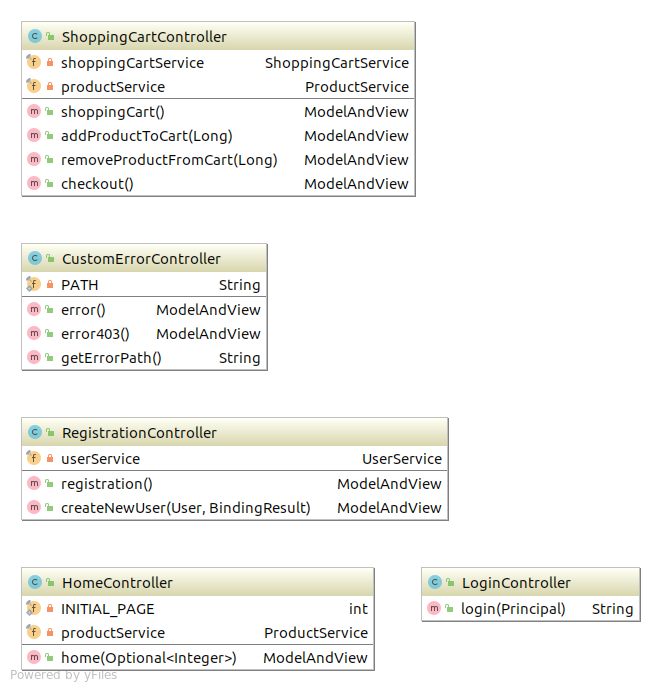 ShoppingCartController
shoppingCartService ShoppingCartService
productService ProductService
shoppingCart() ModelAndView
addProductToCart(Long) ModelAndView
removeProductFromCart(Long) ModelAndView
checkout() ModelAndView
CustomErrorController
PATH String
error() ModelAndView
error403() ModelAndView
getErrorPath() String
RegistrationController
userService UserService
registration() ModelAndView
createNewUser(User, BindingResult) ModelAndView
HomeController
INITIAL_PAGE int
productService ProductService
home(Optional<Integer>) ModelAndView
LoginController
login(Principal) String
Powered by yFiles